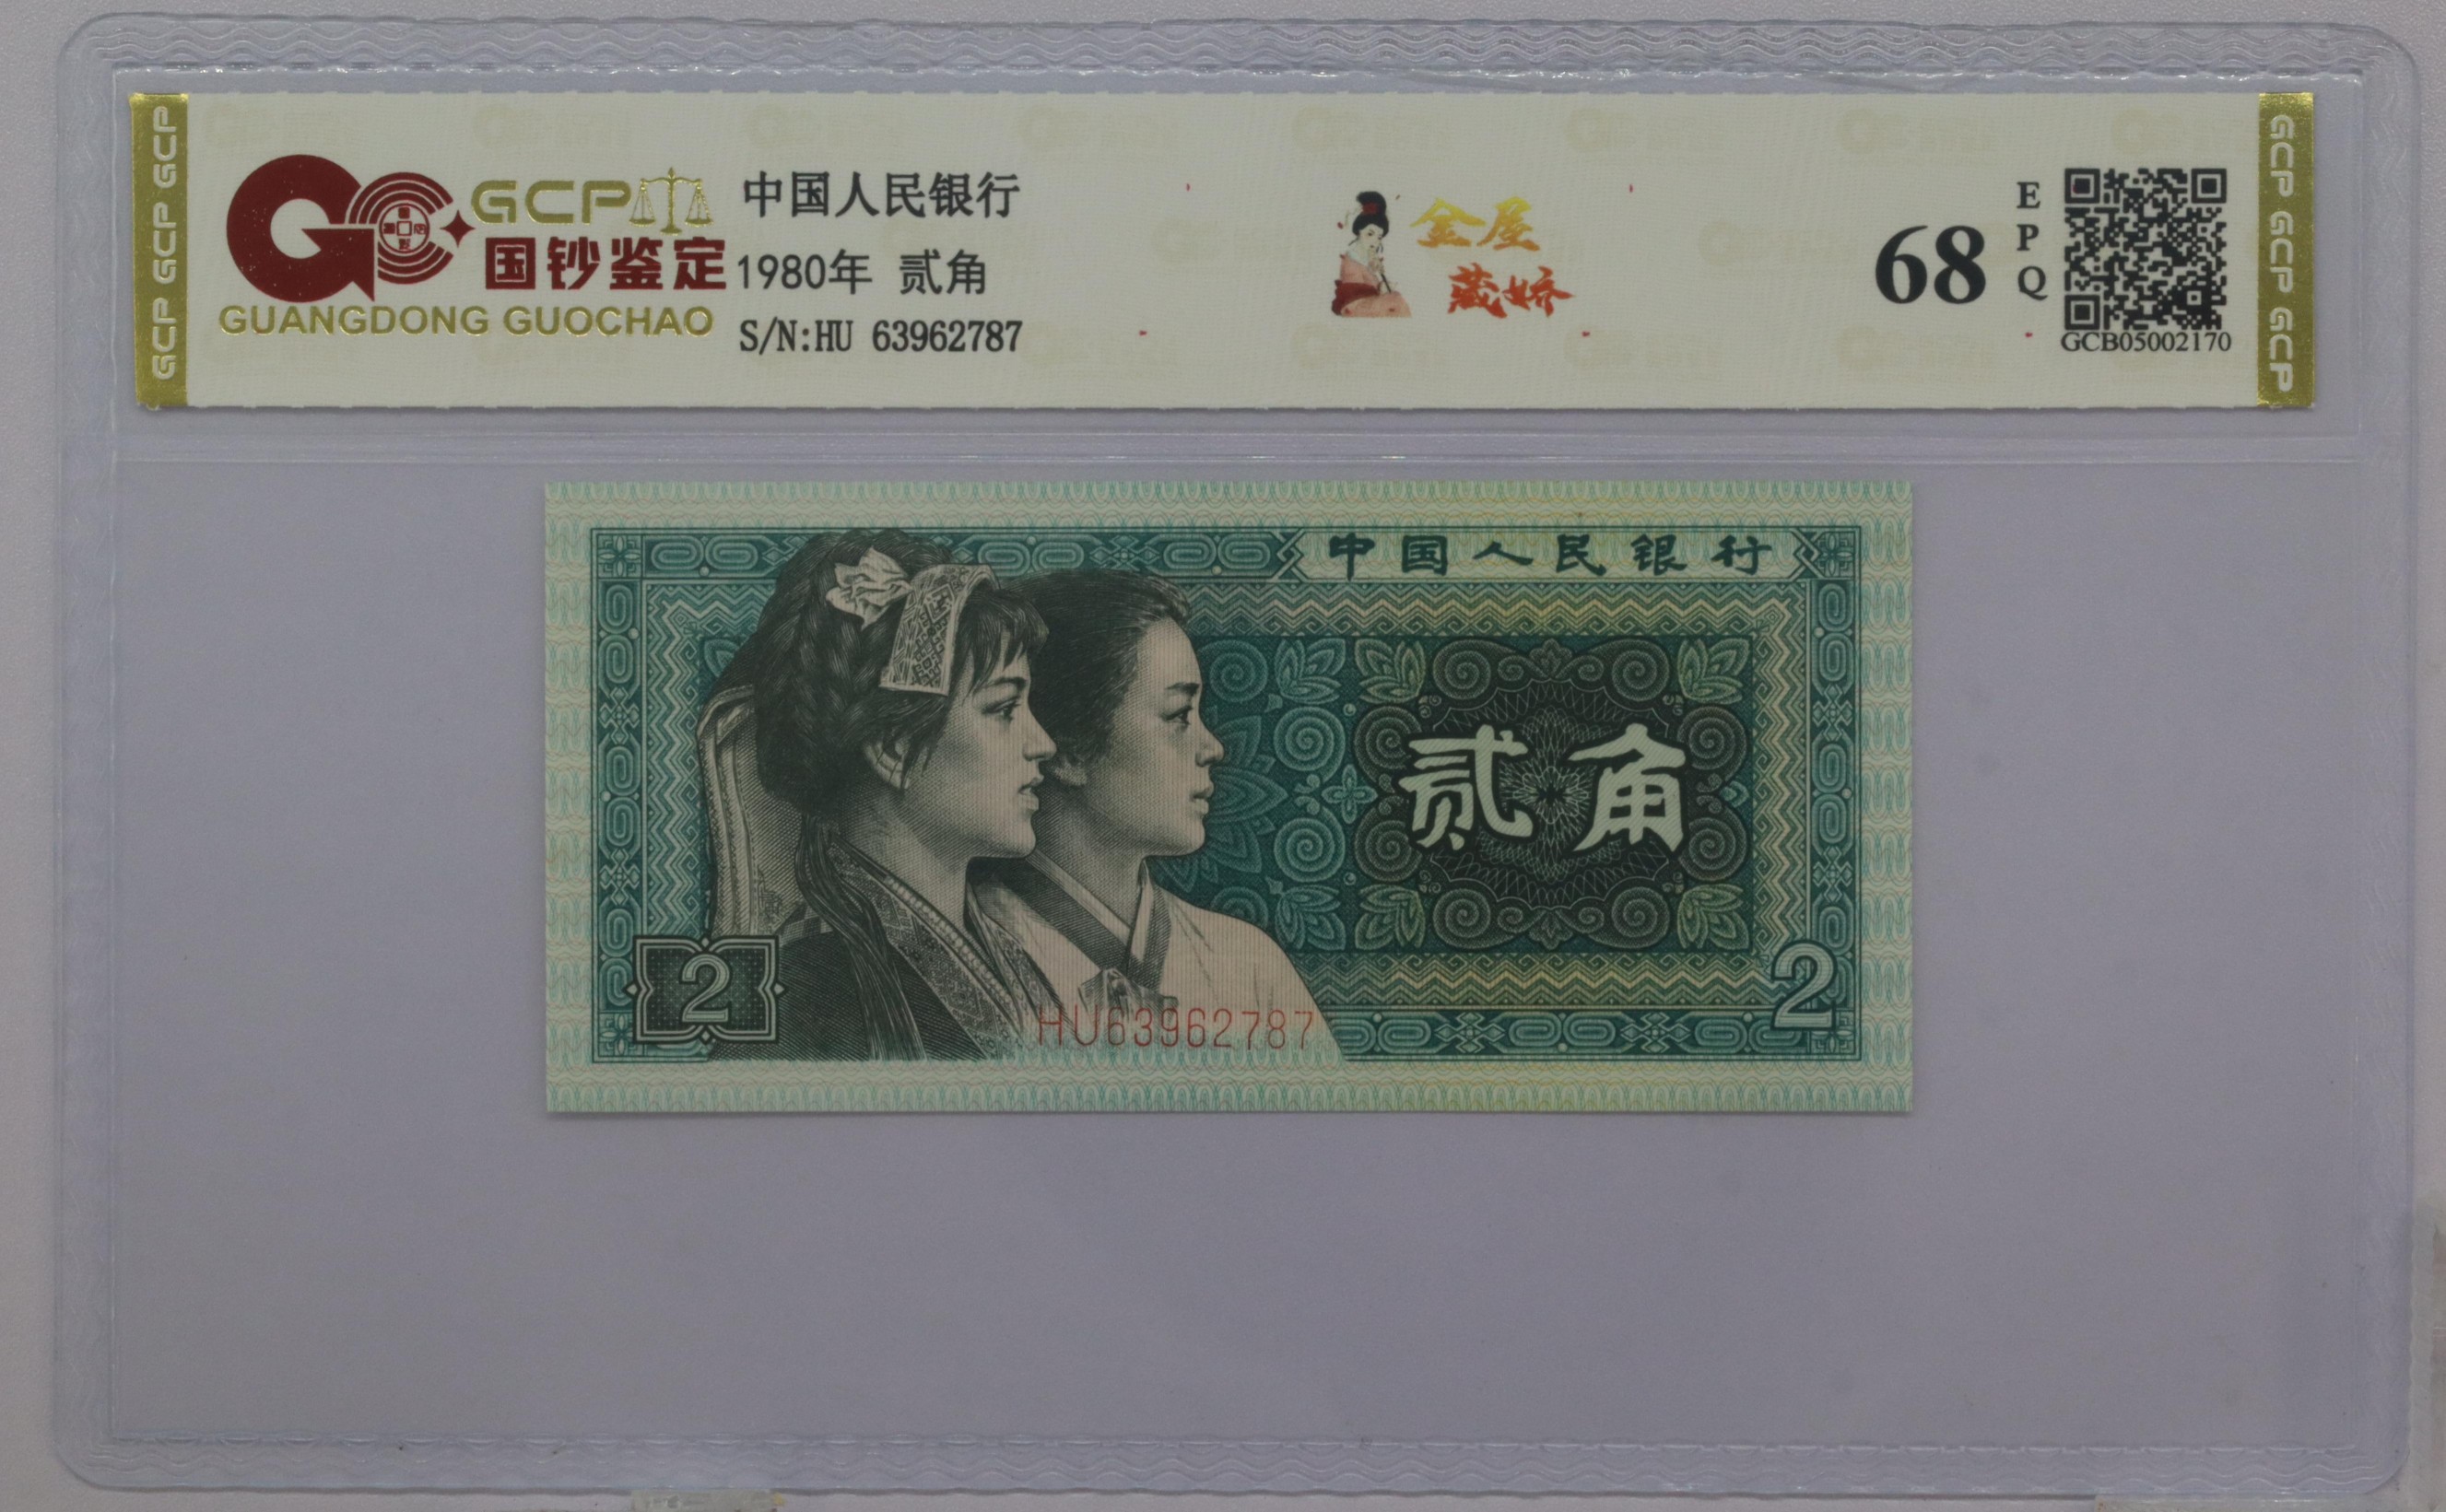 GCP GCP GCP
GCP
国钞鉴定
GUANGDONG GUOCHAO
中国人民银行
1980年 贰角
S/N:HU 63962787
金屋
藏娇
68
EPQ
GCB05002170
GCP GCP GCP
中国人民银行
贰角
2
HU63962787
2